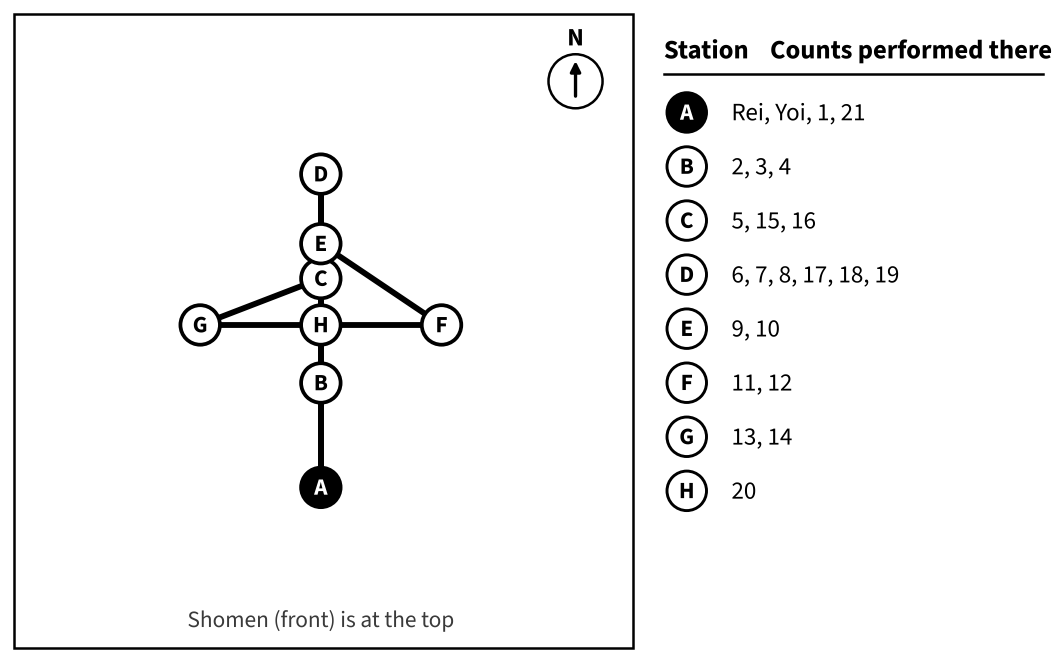 N
D
E
C
G
H
F
B
A
Shomen (front) is at the top
Station Counts performed there
A Rei, Yoi, 1, 21
B 2, 3, 4
C 5, 15, 16
D 6, 7, 8, 17, 18, 19
E 9, 10
F 11, 12
G 13, 14
H 20